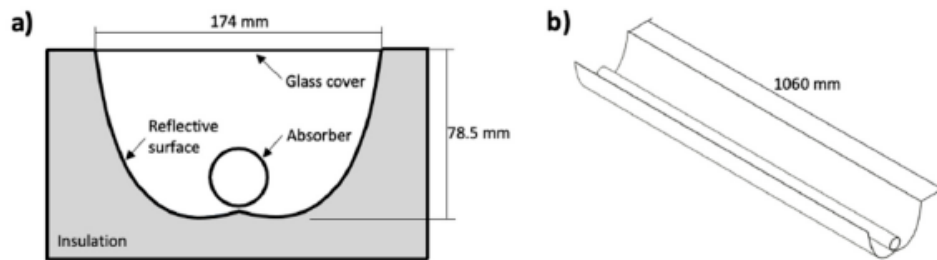 a)
174 mm
Glass cover
Reflective
surface
Absorber
78.5 mm
Insulation
b)
1060 mm